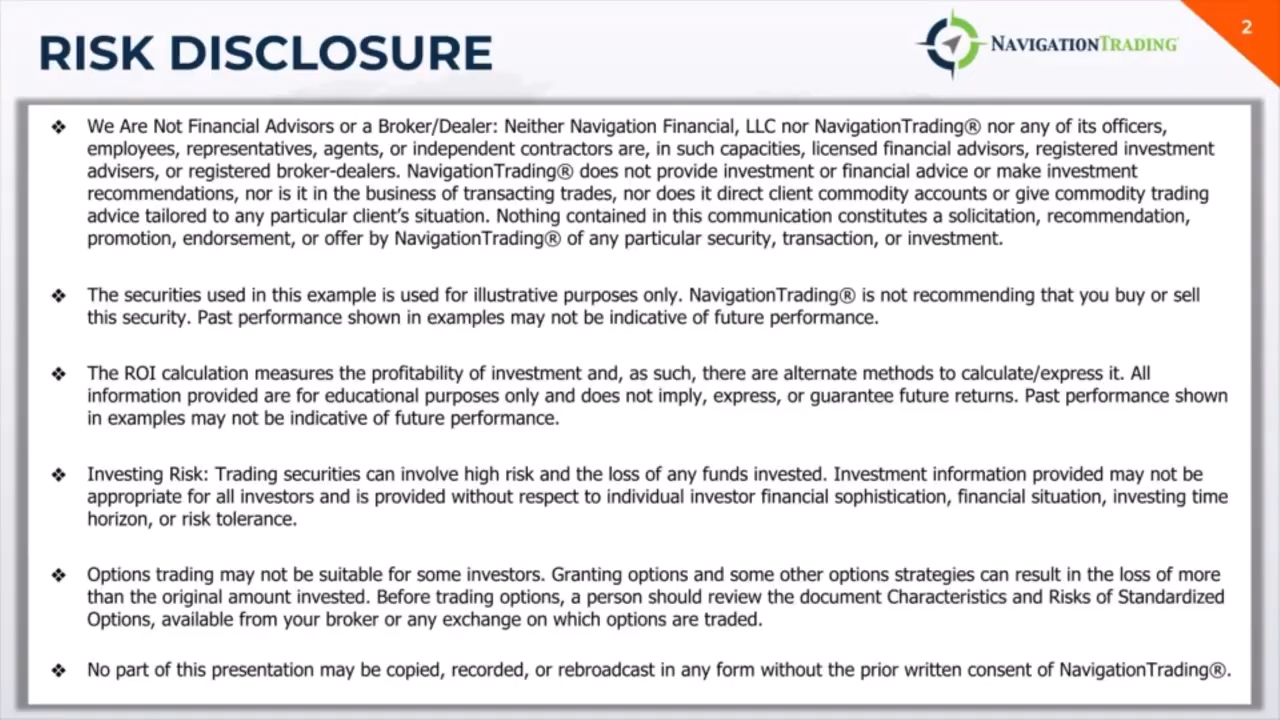 RISK DISCLOSURE
NAVIGATIONTRADING®
2
❖ We Are Not Financial Advisors or a Broker/Dealer: Neither Navigation Financial, LLC nor NavigationTrading® nor any of its officers,
employees, representatives, agents, or independent contractors are, in such capacities, licensed financial advisors, registered investment
advisers, or registered broker-dealers. NavigationTrading® does not provide investment or financial advice or make investment
recommendations, nor is it in the business of transacting trades, nor does it direct client commodity accounts or give commodity trading
advice tailored to any particular client's situation. Nothing contained in this communication constitutes a solicitation, recommendation,
promotion, endorsement, or offer by NavigationTrading® of any particular security, transaction, or investment.
❖ The securities used in this example is used for illustrative purposes only. NavigationTrading® is not recommending that you buy or sell
this security. Past performance shown in examples may not be indicative of future performance.
❖ The ROI calculation measures the profitability of investment and, as such, there are alternate methods to calculate/express it. All
information provided are for educational purposes only and does not imply, express, or guarantee future returns. Past performance shown
in examples may not be indicative of future performance.
❖ Investing Risk: Trading securities can involve high risk and the loss of any funds invested. Investment information provided may not be
appropriate for all investors and is provided without respect to individual investor financial sophistication, financial situation, investing time
horizon, or risk tolerance.
❖ Options trading may not be suitable for some investors. Granting options and some other options strategies can result in the loss of more
than the original amount invested. Before trading options, a person should review the document Characteristics and Risks of Standardized
Options, available from your broker or any exchange on which options are traded.
❖ No part of this presentation may be copied, recorded, or rebroadcast in any form without the prior written consent of NavigationTrading®.